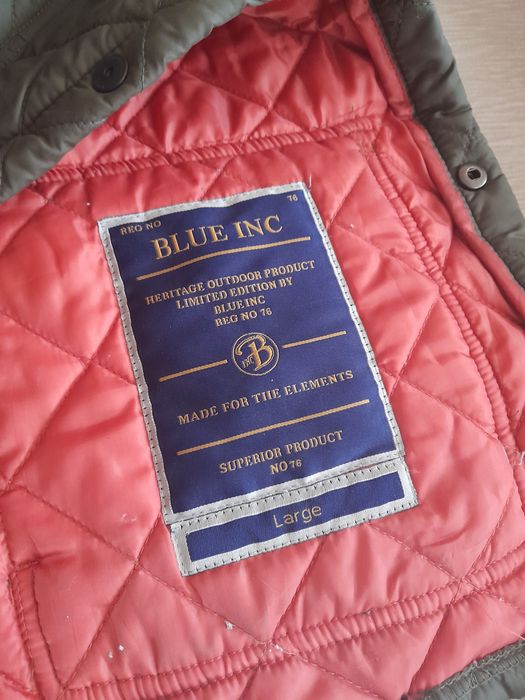 REG NO 76
BLUE INC
HERITAGE OUTDOOR PRODUCT
LIMITED EDITION BY
BLUE INC
REG NO 76
B
INC
MADE FOR THE ELEMENTS
SUPERIOR PRODUCT
NO 76
Large